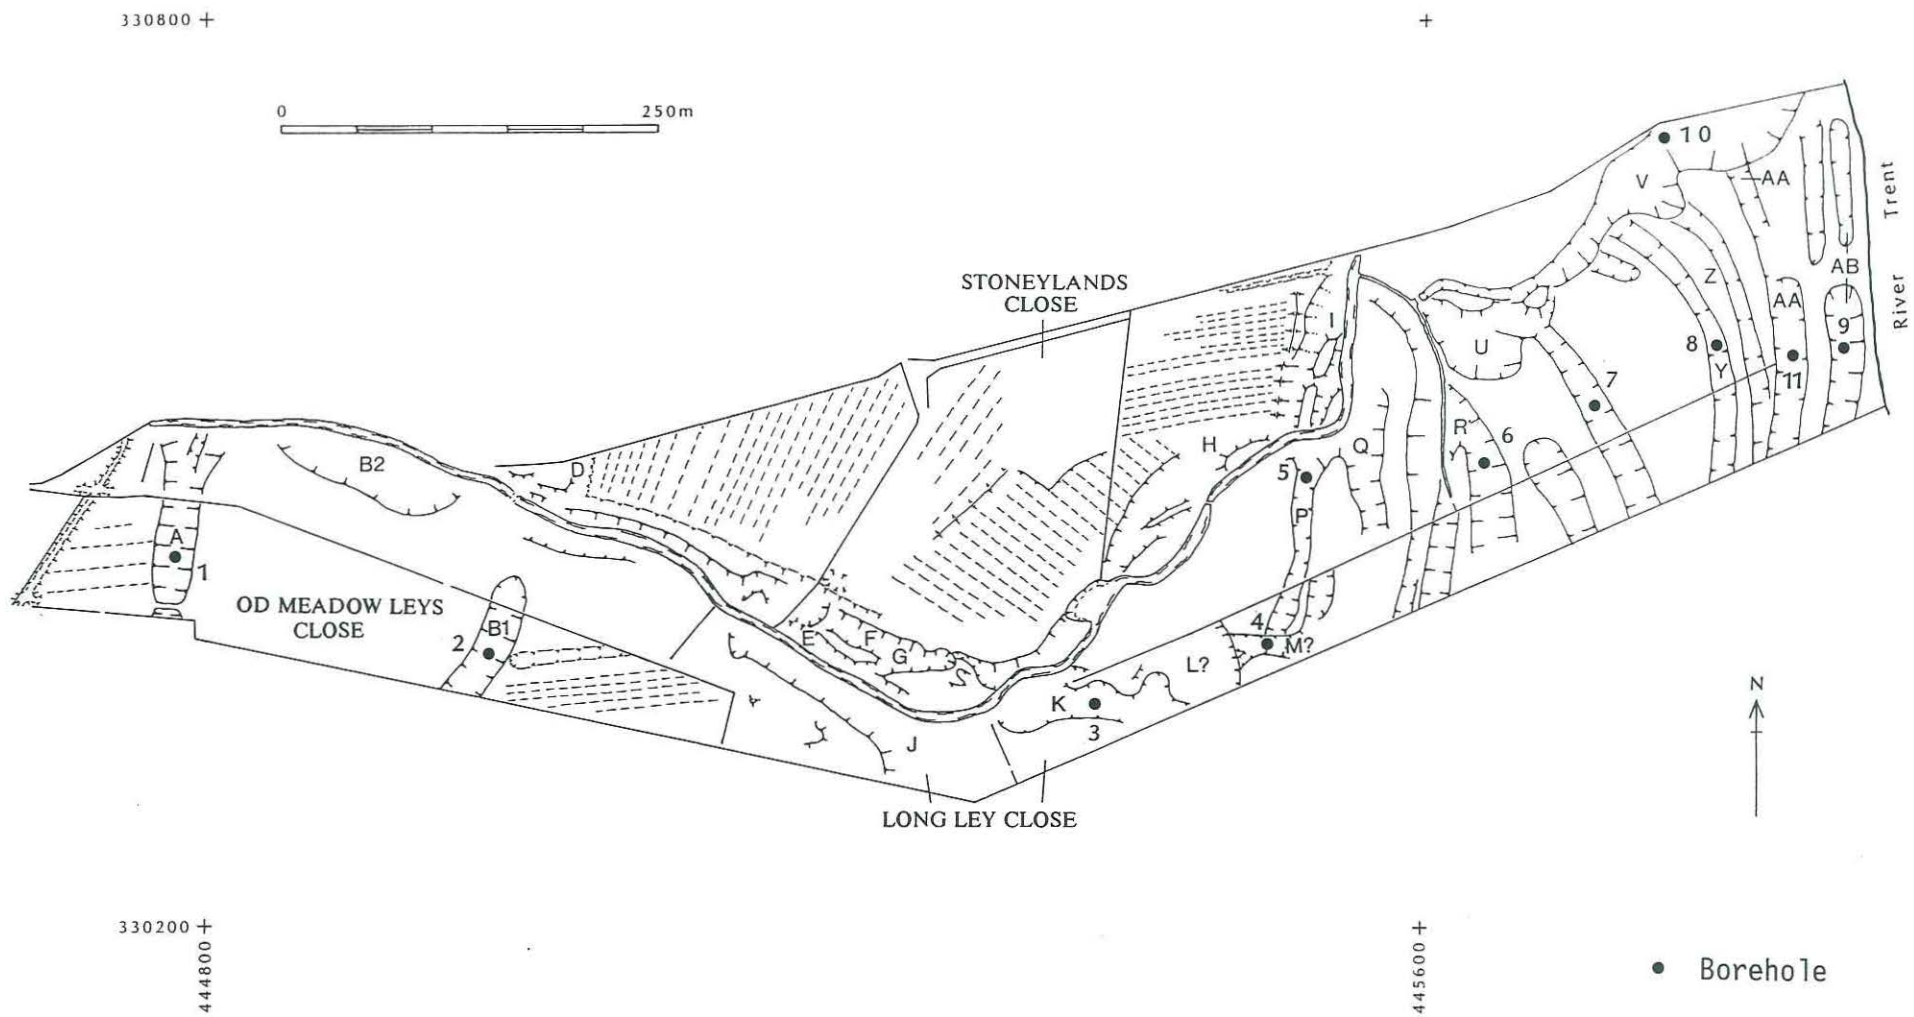 330800
0 250m
10
V
AA
Trent
STONEYLANDS
CLOSE
Z
AB
River
I
AA
U
8
9
Y
11
7
H
Q
R
6
B2
D
5
P
A
1
OD MEADOW LEYS
CLOSE
2
B1
E
F
G
4
M?
L?
K
3
J
N
LONG LEY CLOSE
330200
444800
445600
Borehole